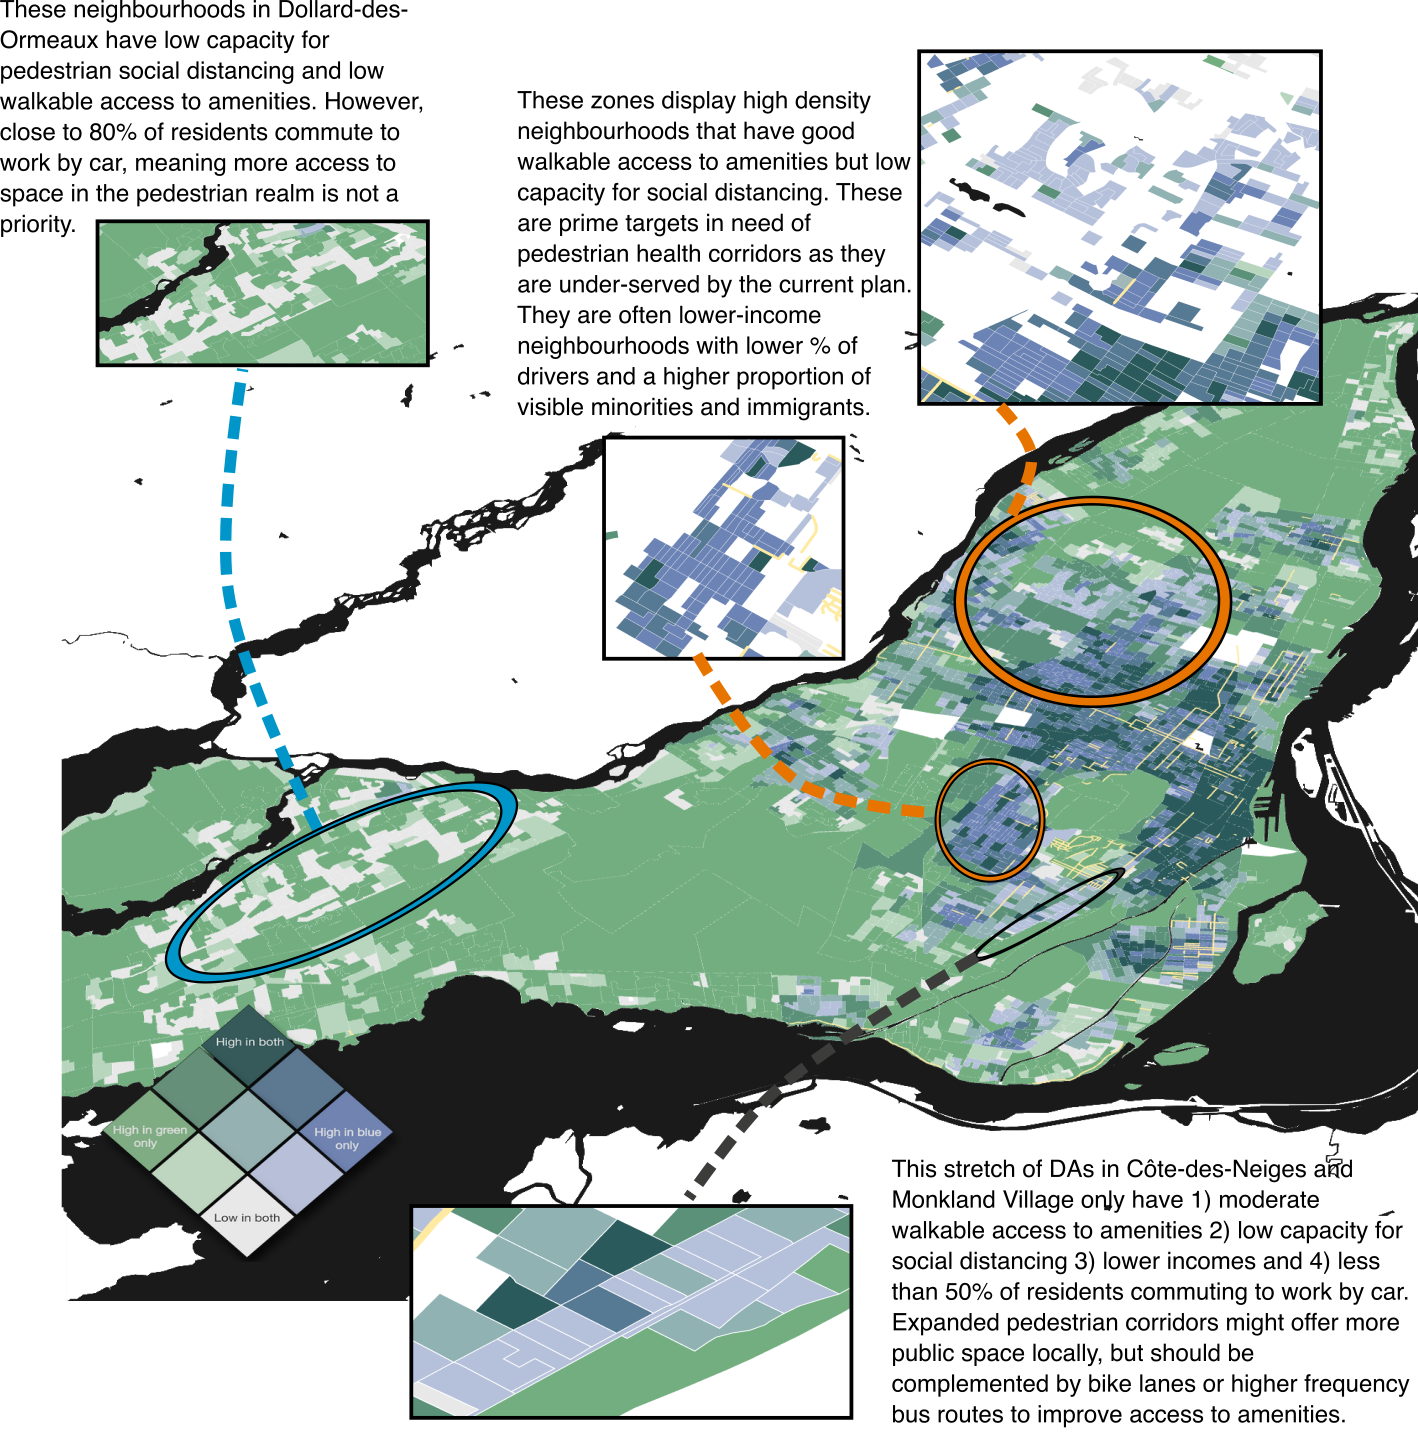 These neighbourhoods in Dollard-des-
Ormeaux have low capacity for
pedestrian social distancing and low
walkable access to amenities. However,
close to 80% of residents commute to
work by car, meaning more access to
space in the pedestrian realm is not a
priority.
These zones display high density
neighbourhoods that have good
walkable access to amenities but low
capacity for social distancing. These
are prime targets in need of
pedestrian health corridors as they
are under-served by the current plan.
They are often lower-income
neighbourhoods with lower % of
drivers and a higher proportion of
visible minorities and immigrants.
High in both
High in green
only
High in blue
only
Low in both
This stretch of DAs in Côte-des-Neiges and
Monkland Village only have 1) moderate
walkable access to amenities 2) low capacity for
social distancing 3) lower incomes and 4) less
than 50% of residents commuting to work by car.
Expanded pedestrian corridors might offer more
public space locally, but should be
complemented by bike lanes or higher frequency
bus routes to improve access to amenities.